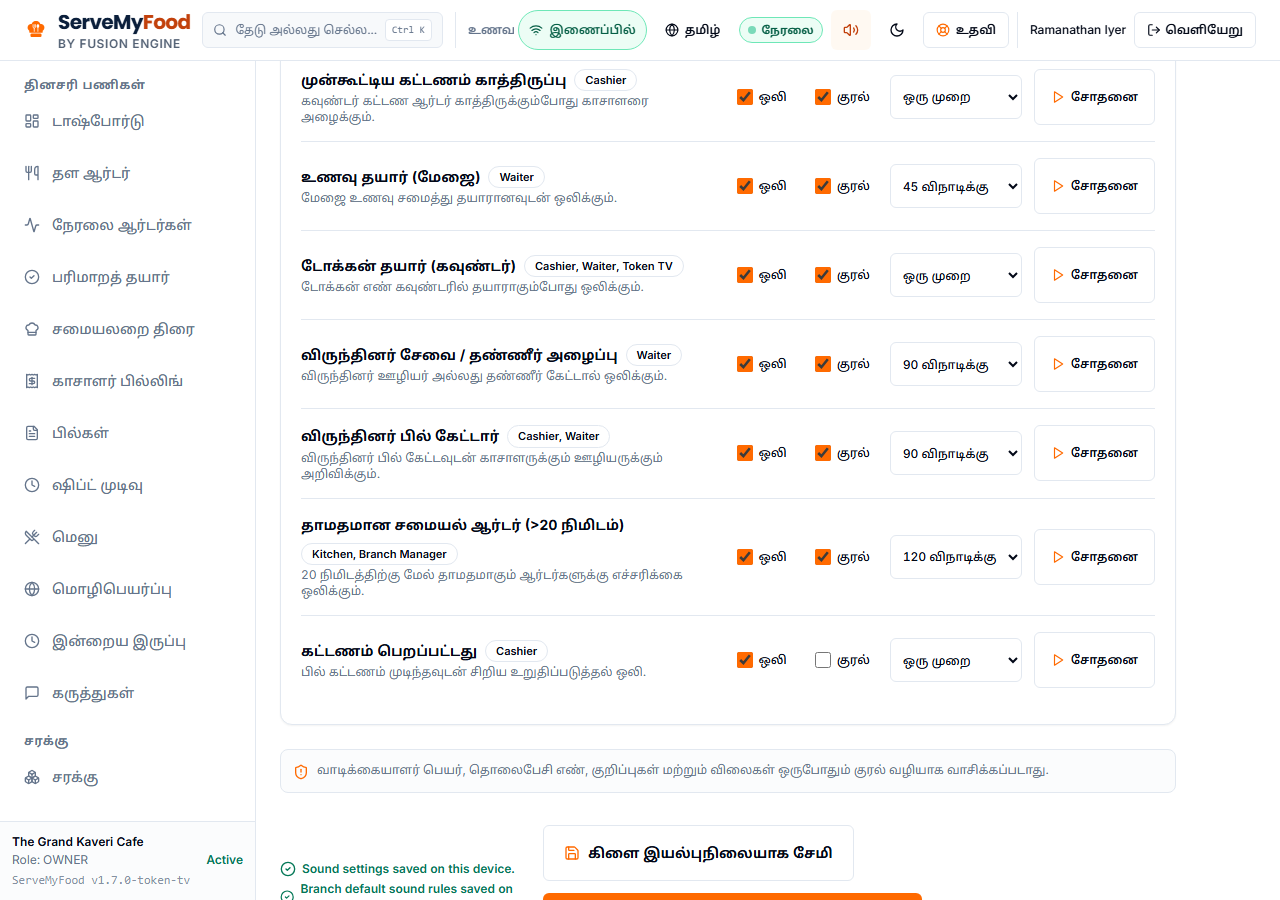 ServeMyFood
BY FUSION ENGINE
தேடு அல்லது செல்ல... Ctrl K
உணவ
இணைப்பில்
தமிழ்
நேரலை
உதவி
Ramanathan Iyer
வெளியேறு
தினசரி பணிகள்
டாஷ்போர்டு
தள ஆர்டர்
நேரலை ஆர்டர்கள்
பரிமாறத் தயார்
சமையலறை திரை
காசாளர் பில்லிங்
பில்கள்
ஷிப்ட் முடிவு
மெனு
மொழிபெயர்ப்பு
இன்றைய இருப்பு
கருத்துகள்
சரக்கு
சரக்கு
The Grand Kaveri Cafe
Role: OWNER Active
ServeMyFood v1.7.0-token-tv
முன்கூட்டிய கட்டணம் காத்திருப்பு Cashier
கவுண்டர் கட்டண ஆர்டர் காத்திருக்கும்போது காசாளரை
அழைக்கும்.
ஒலி குரல் ஒரு முறை சோதனை
உணவு தயார் (மேஜை) Waiter
மேஜை உணவு சமைத்து தயாரானவுடன் ஒலிக்கும்.
ஒலி குரல் 45 விநாடிக்கு சோதனை
டோக்கன் தயார் (கவுண்டர்) Cashier, Waiter, Token TV
டோக்கன் எண் கவுண்டரில் தயாராகும்போது ஒலிக்கும்.
ஒலி குரல் ஒரு முறை சோதனை
விருந்தினர் சேவை / தண்ணீர் அழைப்பு Waiter
விருந்தினர் ஊழியர் அல்லது தண்ணீர் கேட்டால் ஒலிக்கும்.
ஒலி குரல் 90 விநாடிக்கு சோதனை
விருந்தினர் பில் கேட்டார் Cashier, Waiter
விருந்தினர் பில் கேட்டவுடன் காசாளருக்கும் ஊழியருக்கும்
அறிவிக்கும்.
ஒலி குரல் 90 விநாடிக்கு சோதனை
தாமதமான சமையல் ஆர்டர் (>20 நிமிடம்)
Kitchen, Branch Manager
20 நிமிடத்திற்கு மேல் தாமதமாகும் ஆர்டர்களுக்கு எச்சரிக்கை
ஒலிக்கும்.
ஒலி குரல் 120 விநாடிக்கு சோதனை
கட்டணம் பெறப்பட்டது Cashier
பில் கட்டணம் முடிந்தவுடன் சிறிய உறுதிப்படுத்தல் ஒலி.
ஒலி குரல் ஒரு முறை சோதனை
வாடிக்கையாளர் பெயர், தொலைபேசி எண், குறிப்புகள் மற்றும் விலைகள் ஒருபோதும் குரல் வழியாக வாசிக்கப்படாது.
கிளை இயல்புநிலையாக சேமி
Sound settings saved on this device.
Branch default sound rules saved on